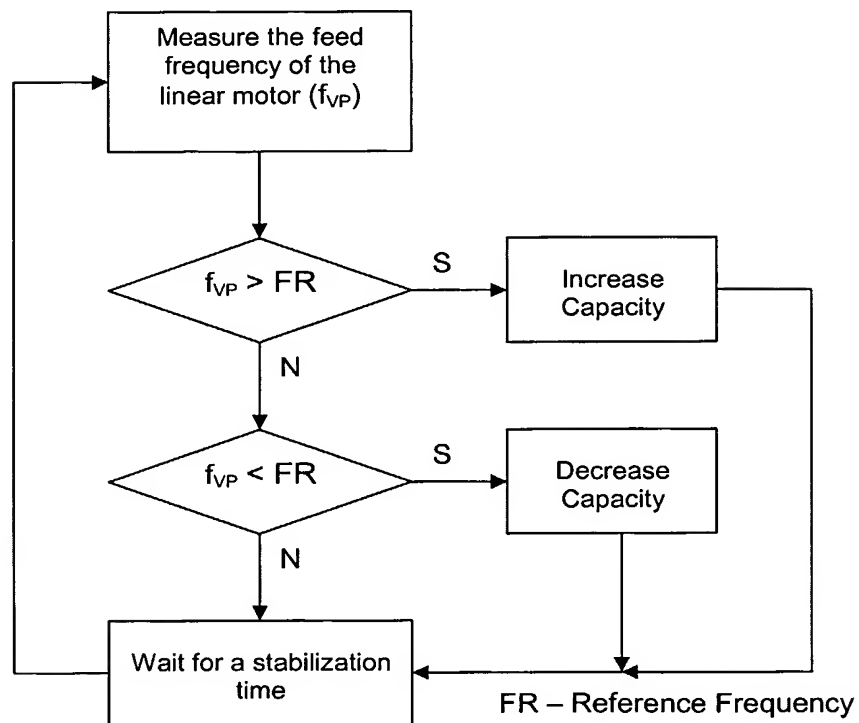 Measure the feed
frequency of the
linear motor (fVP)
fVP > FR
S
Increase
Capacity
N
fVP < FR
S
Decrease
Capacity
N
Wait for a stabilization
time
FR – Reference Frequency